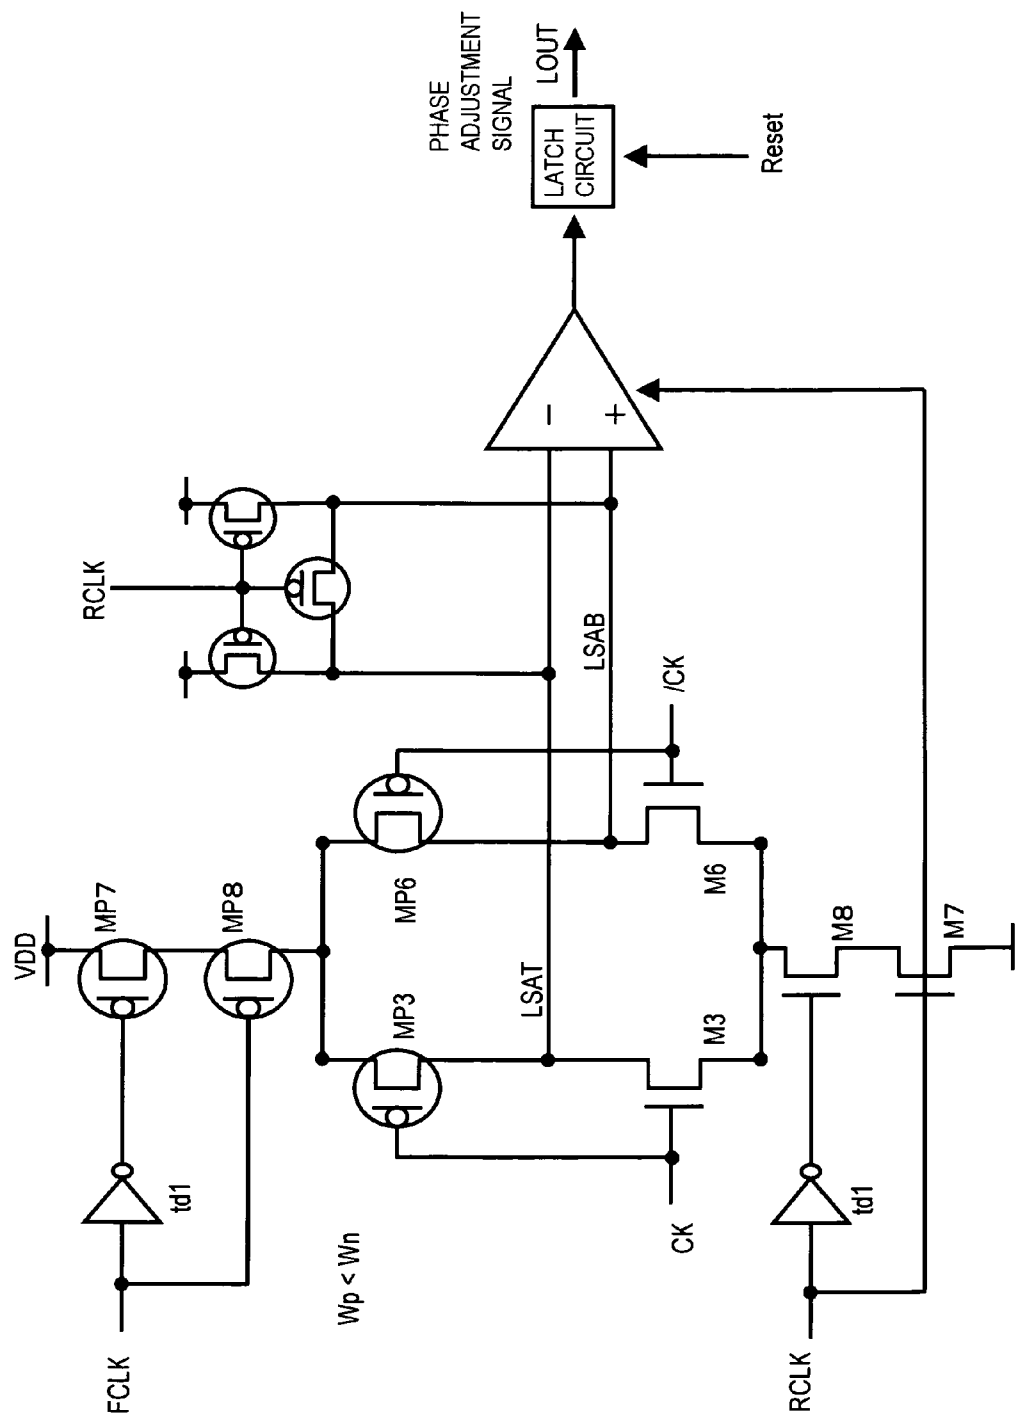 PHASE
ADJUSTMENT
SIGNAL
LOUT
LATCH
CIRCUIT
Reset
−
+
RCLK
LSAB
/CK
VDD
MP7
MP8
MP6
M6
LSAT
MP3
M3
M8
M7
td1
CK
td1
Wp < Wn
FCLK
RCLK